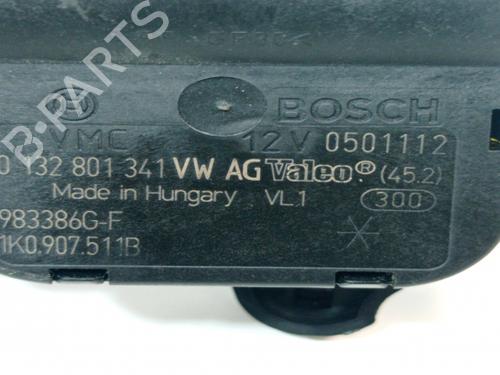 B-PARTS
BOSCH
VMC 12V 0501112
0 132 801 341 VW AG Valeo® (45.2)
Made in Hungary VL1 300
983386G-F
1K0.907.511B